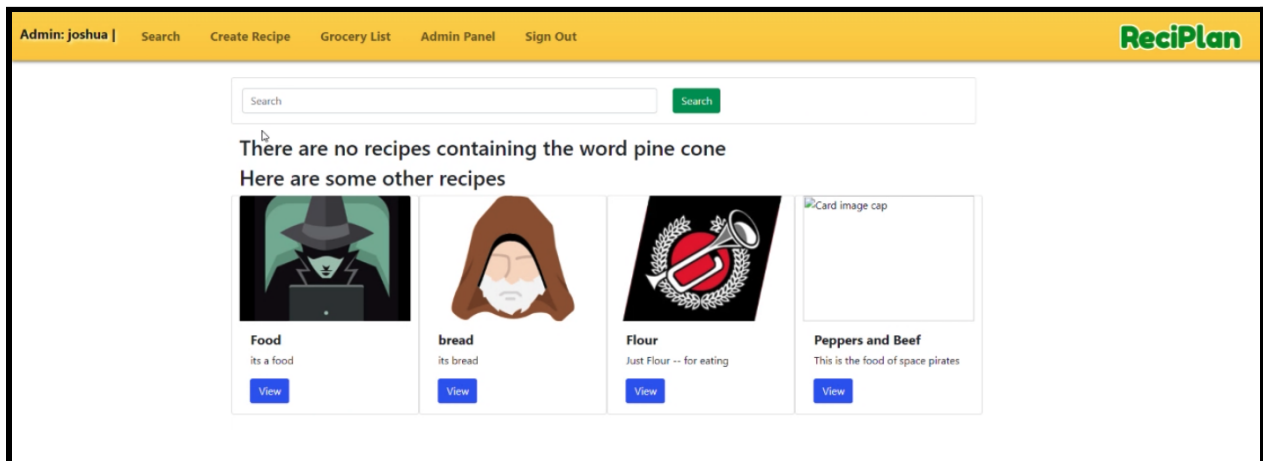 Admin: joshua | Search Create Recipe Grocery List Admin Panel Sign Out ReciPlan
Search Search
There are no recipes containing the word pine cone
Here are some other recipes
Card image cap
Food bread Flour Peppers and Beef
its a food its bread Just Flour -- for eating This is the food of space pirates
View View View View